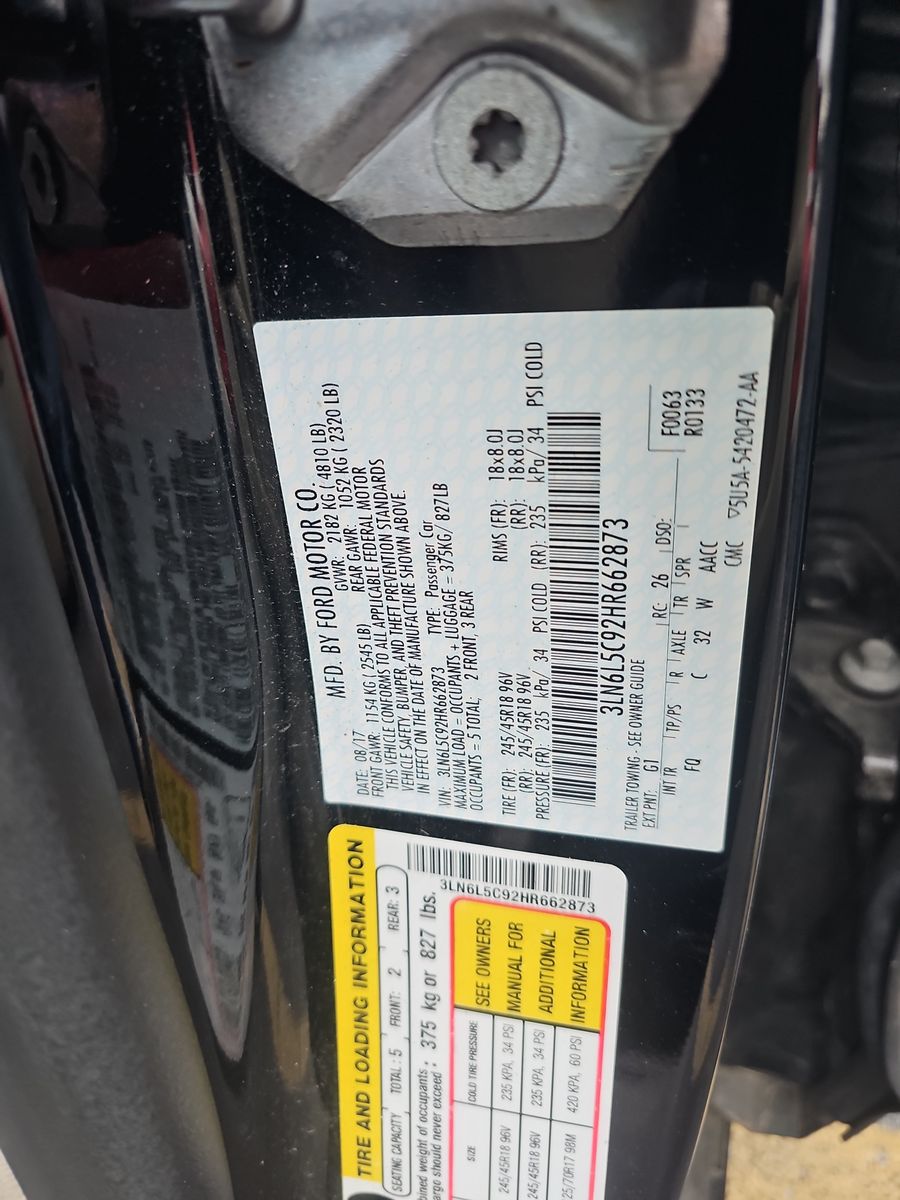 MFD. BY FORD MOTOR CO.
DATE: 08/17 GVWR: 2182 KG ( 4810 LB)
FRONT GAWR: 1154 KG ( 2545 LB) REAR GAWR: 1052 KG ( 2320 LB)
THIS VEHICLE CONFORMS TO ALL APPLICABLE FEDERAL MOTOR
VEHICLE SAFETY, BUMPER, AND THEFT PREVENTION STANDARDS
IN EFFECT ON THE DATE OF MANUFACTURE SHOWN ABOVE.
VIN: 3LN6L5C92HR662873 TYPE: Passenger Car
MAXIMUM LOAD = OCCUPANTS + LUGGAGE = 375KG/ 827LB
OCCUPANTS = 5 TOTAL: 2 FRONT, 3 REAR
TIRE (FR): 245/45R18 96V RIMS (FR): 18x8.0J
(RR): 245/45R18 96V (RR): 18x8.0J
PRESSURE (FR): 235 kPa/ 34 PSI COLD (RR): 235 kPa/ 34 PSI COLD
3LN6L5C92HR662873
TRAILER TOWING - SEE OWNER GUIDE
EXT PNT: G1 RC: 26 DSO: F0063
INT TR TP/PS R AXLE TR SPR R0133
FQ C 32 W AACC
CMC 5U5A-5420472-AA
TIRE AND LOADING INFORMATION
SEATING CAPACITY TOTAL : 5 FRONT: 2 REAR: 3
weight of occupants
should never exceed : 375 kg or 827 lbs.
3LN6L5C92HR662873
SIZE COLD TIRE PRESSURE
245/45R18 96V 235 KPA, 34 PSI
245/45R18 96V 235 KPA, 34 PSI
25/70R17 98M 420 KPA, 60 PSI
SEE OWNERS
MANUAL FOR
ADDITIONAL
INFORMATION